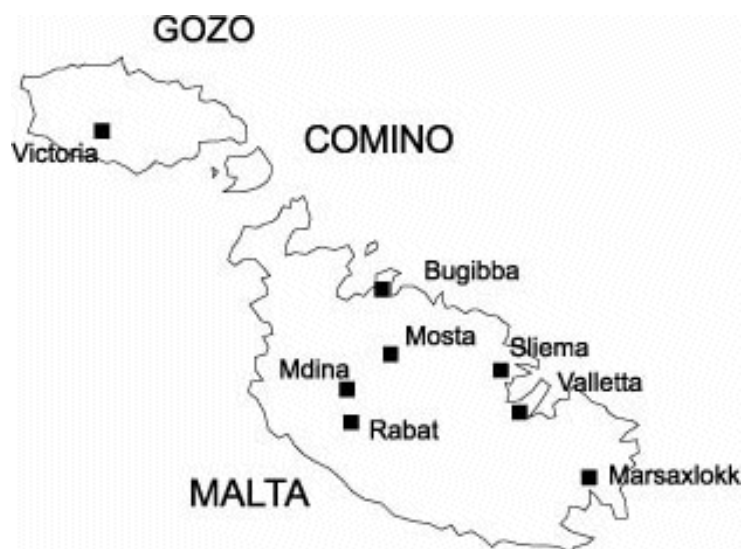 GOZO
COMINO
Victoria
Bugibba
Mosta
Sliema
Mdina
Valletta
Rabat
Marsaxlokk
MALTA